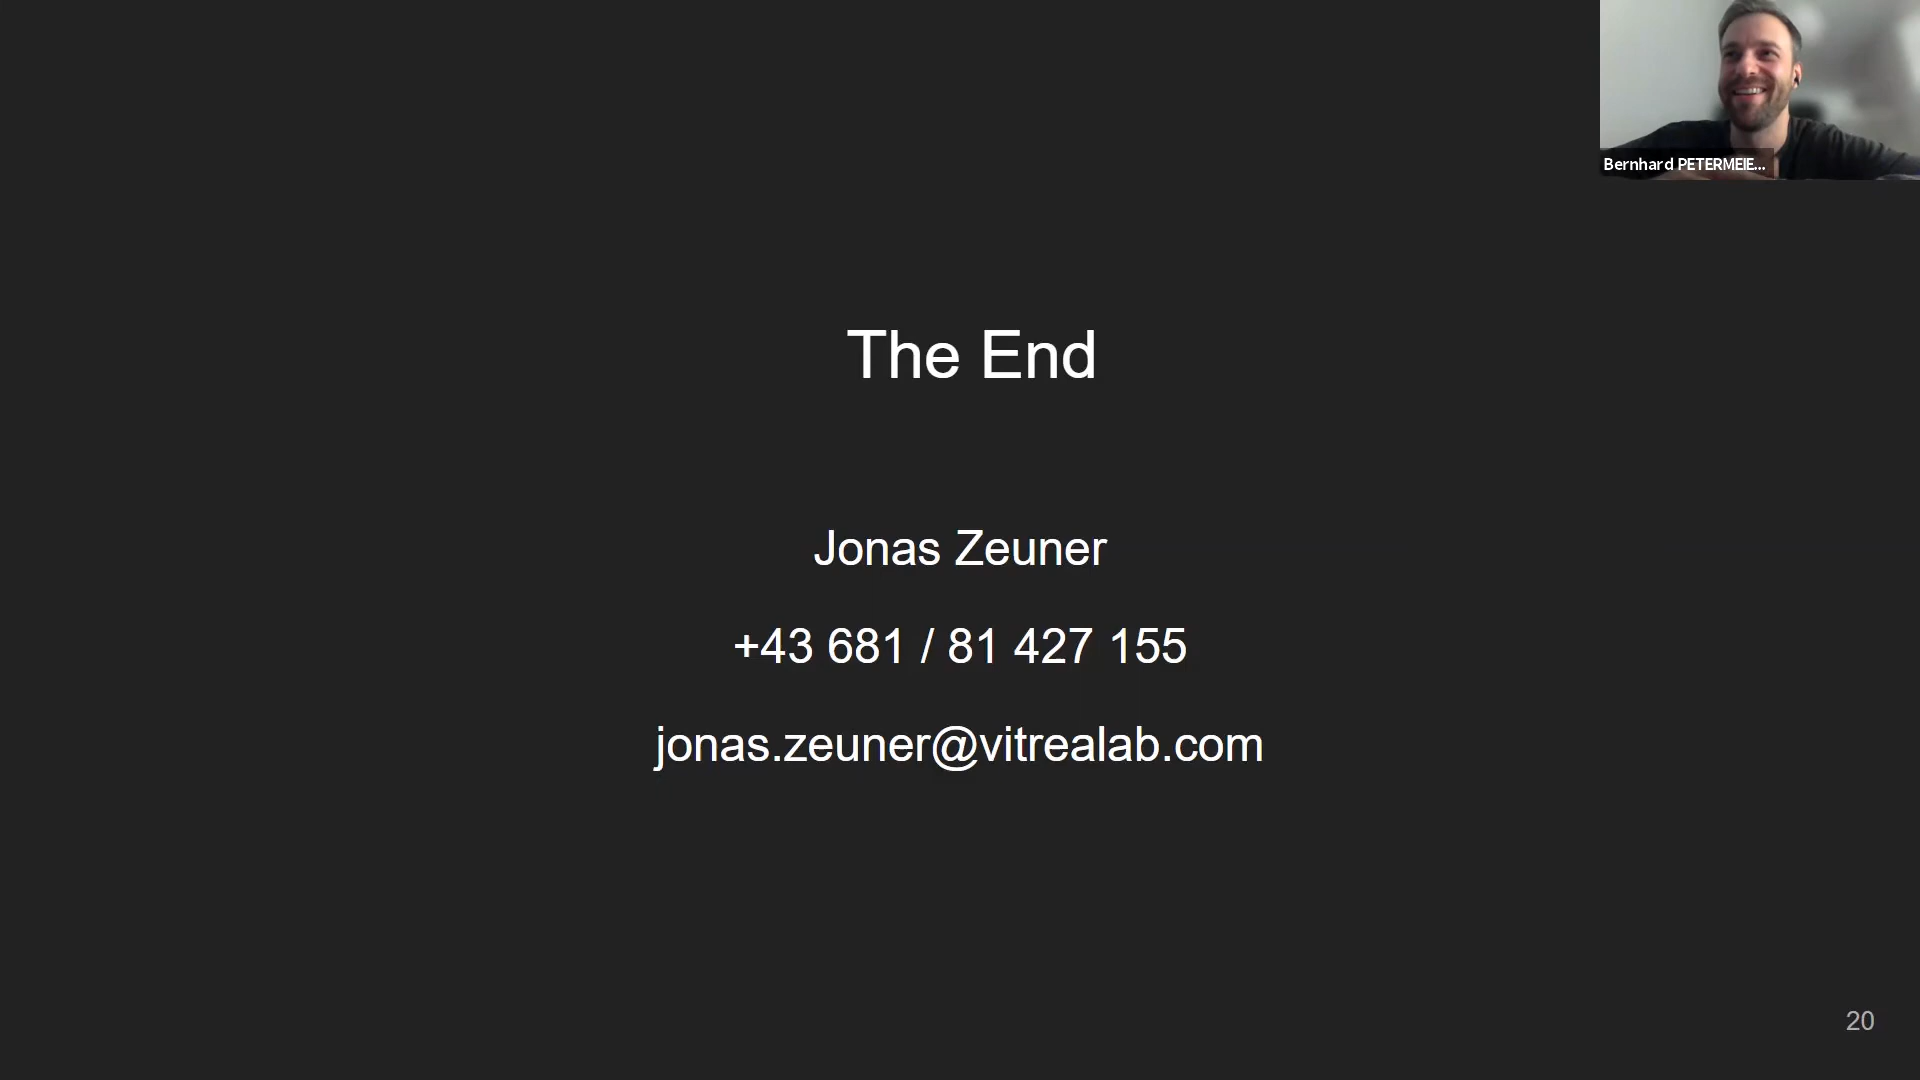 Bernhard PETERMEIE...
The End
Jonas Zeuner
+43 681 / 81 427 155
jonas.zeuner@vitrealab.com
20